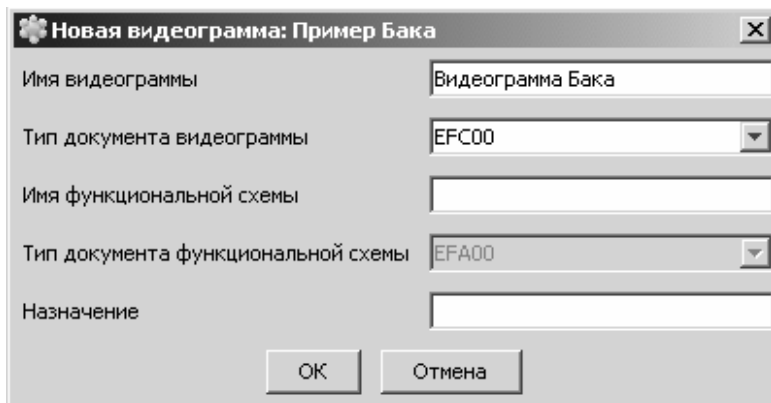 Новая видеограмма: Пример Бака
Имя видеограммы Видеограмма Бака
Тип документа видеограммы EFC00
Имя функциональной схемы
Тип документа функциональной схемы EFA00
Назначение
OK Отмена